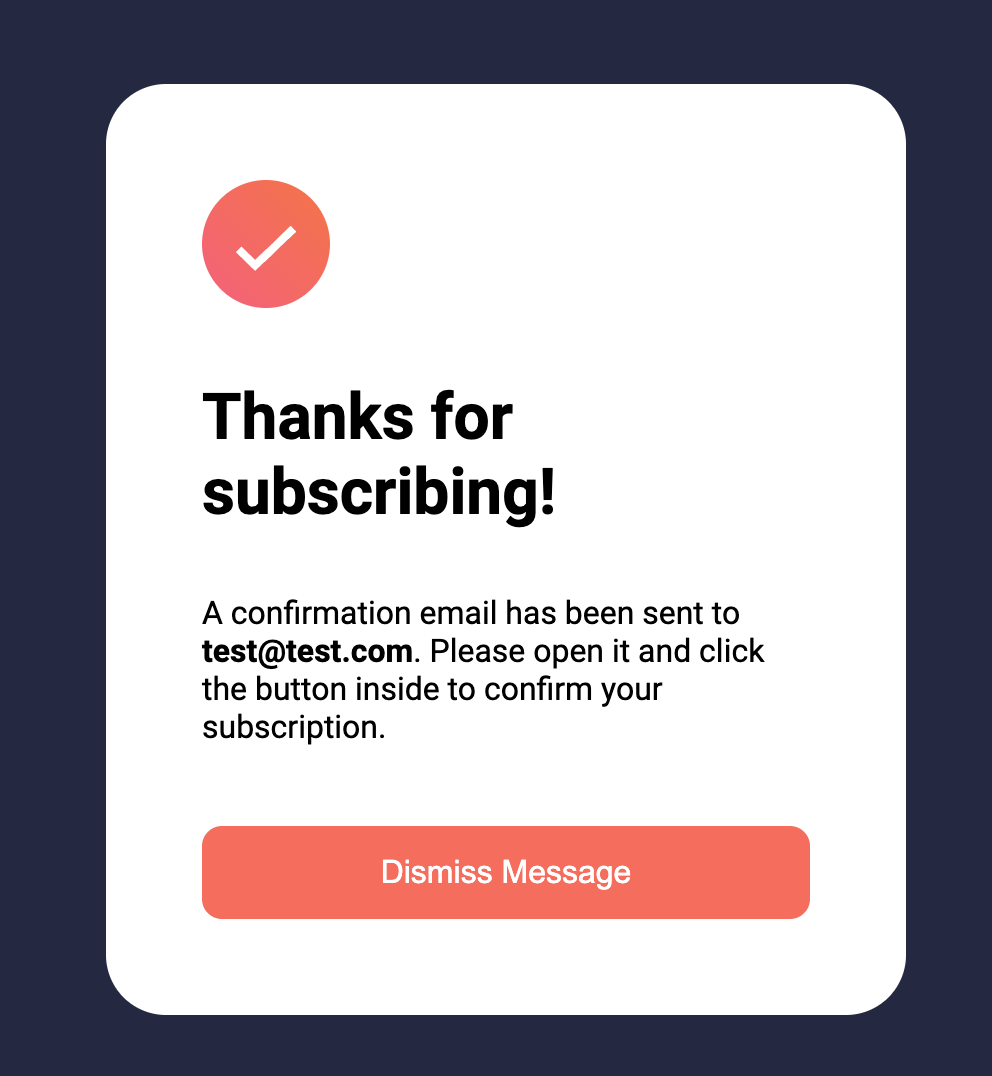 Thanks for
subscribing!
A confirmation email has been sent to
test@test.com. Please open it and click
the button inside to confirm your
subscription.
Dismiss Message